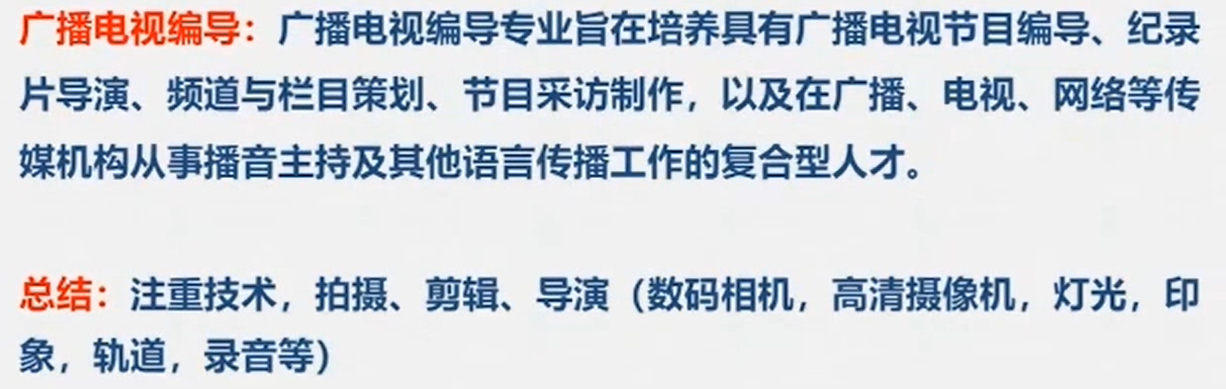 广播电视编导：广播电视编导专业旨在培养具有广播电视节目编导、纪录
片导演、频道与栏目策划、节目采访制作，以及在广播、电视、网络等传
媒机构从事播音主持及其他语言传播工作的复合型人才。
总结：注重技术，拍摄、剪辑、导演（数码相机，高清摄像机，灯光，印
象，轨道，录音等）